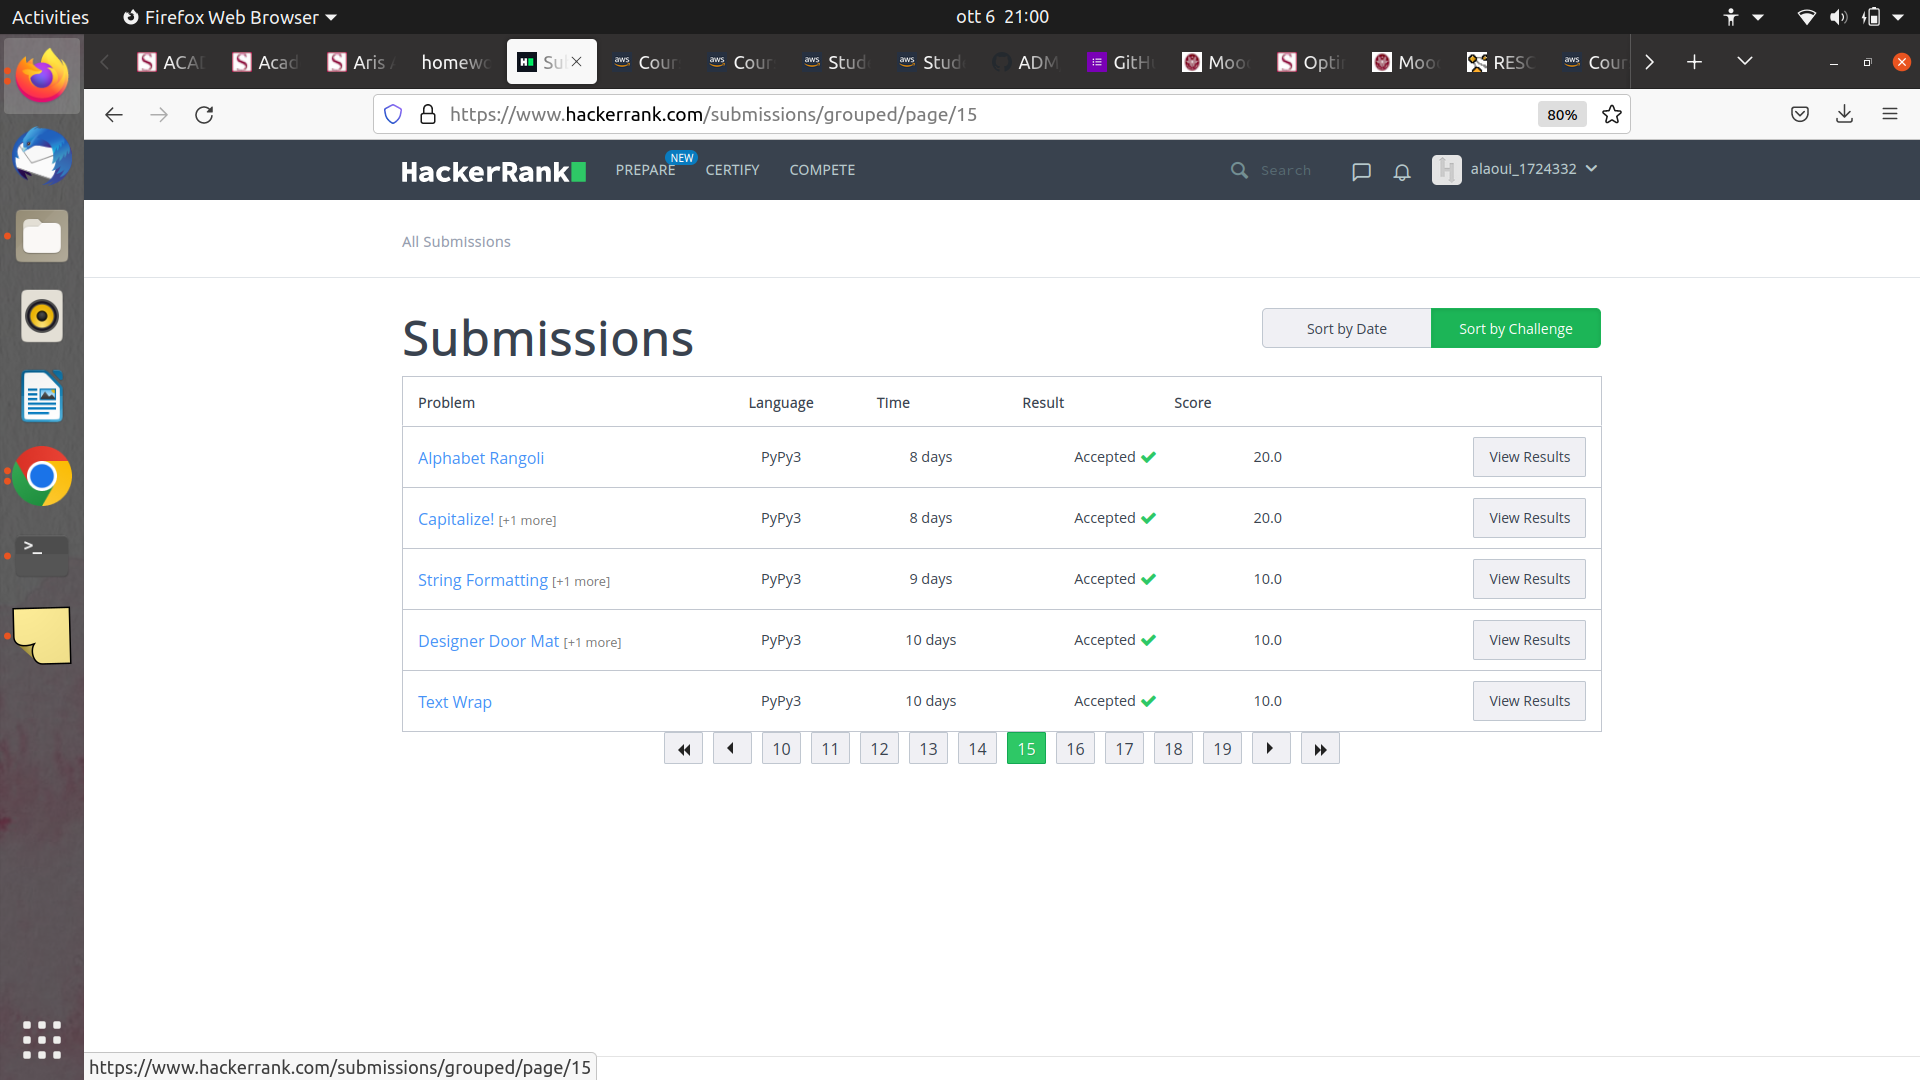 Activities Firefox Web Browser ott 6 21:00
ACAD Acad Aris A homewo Su Cour Cour Stud Stud ADM GitHu Moo Opti Moo RESC Cour
https://www.hackerrank.com/submissions/grouped/page/15 80%
HackerRank PREPARE NEW CERTIFY COMPETE Search alaoui_1724332
All Submissions
Submissions Sort by Date Sort by Challenge
Problem Language Time Result Score
Alphabet Rangoli PyPy3 8 days Accepted 20.0 View Results
Capitalize! [+1 more] PyPy3 8 days Accepted 20.0 View Results
String Formatting [+1 more] PyPy3 9 days Accepted 10.0 View Results
Designer Door Mat [+1 more] PyPy3 10 days Accepted 10.0 View Results
Text Wrap PyPy3 10 days Accepted 10.0 View Results
10 11 12 13 14 15 16 17 18 19
https://www.hackerrank.com/submissions/grouped/page/15